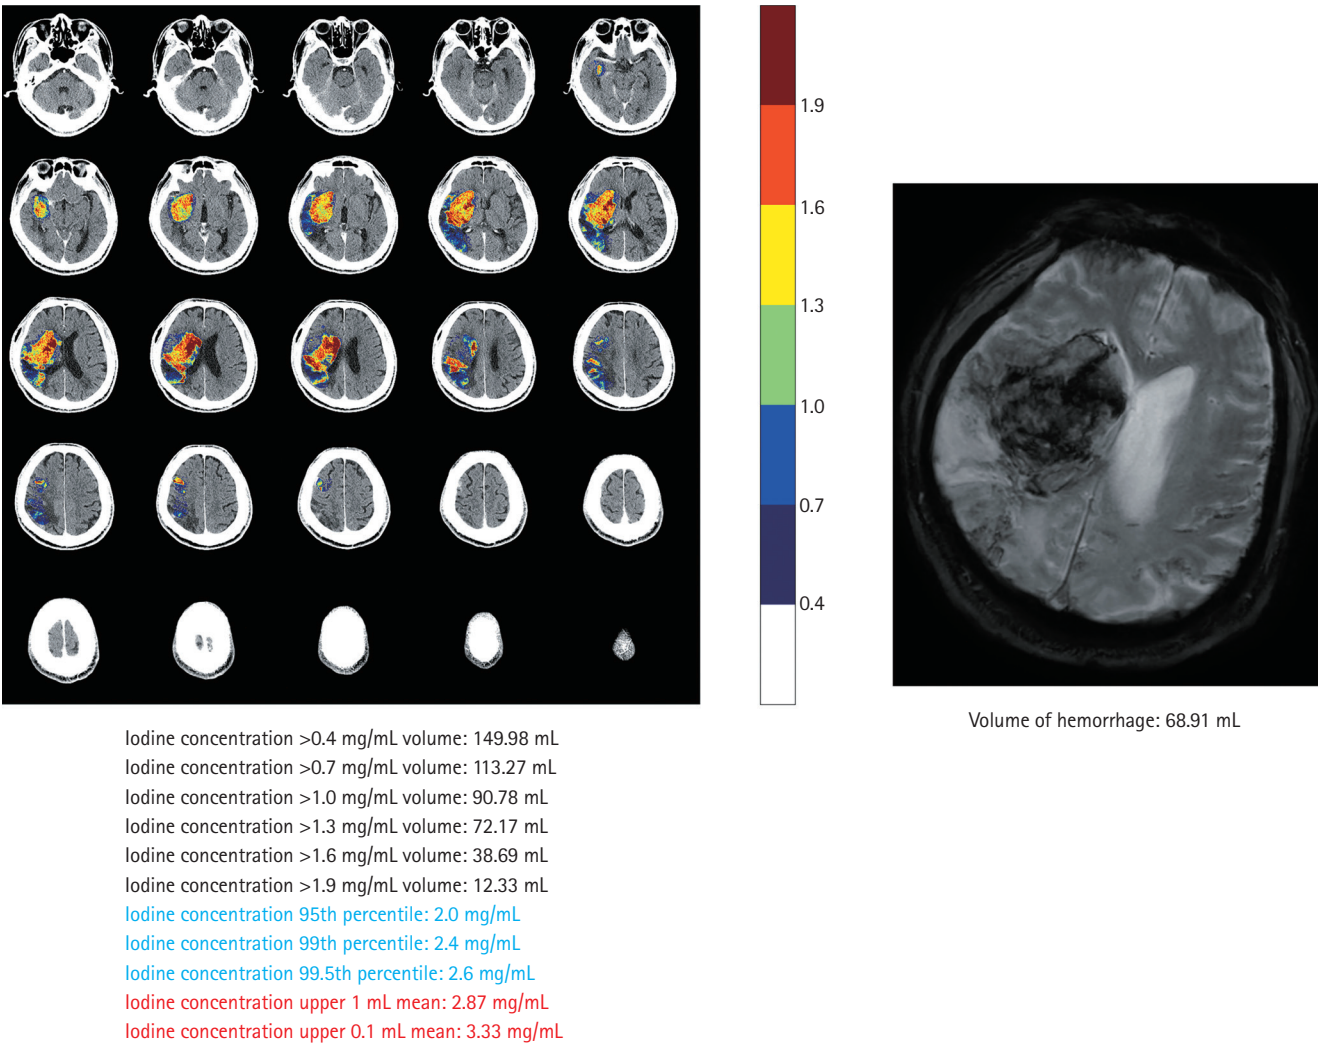 1.9
1.6
1.3
1.0
0.7
0.4
Volume of hemorrhage: 68.91 mL
Iodine concentration >0.4 mg/mL volume: 149.98 mL
Iodine concentration >0.7 mg/mL volume: 113.27 mL
Iodine concentration >1.0 mg/mL volume: 90.78 mL
Iodine concentration >1.3 mg/mL volume: 72.17 mL
Iodine concentration >1.6 mg/mL volume: 38.69 mL
Iodine concentration >1.9 mg/mL volume: 12.33 mL
Iodine concentration 95th percentile: 2.0 mg/mL
Iodine concentration 99th percentile: 2.4 mg/mL
Iodine concentration 99.5th percentile: 2.6 mg/mL
Iodine concentration upper 1 mL mean: 2.87 mg/mL
Iodine concentration upper 0.1 mL mean: 3.33 mg/mL